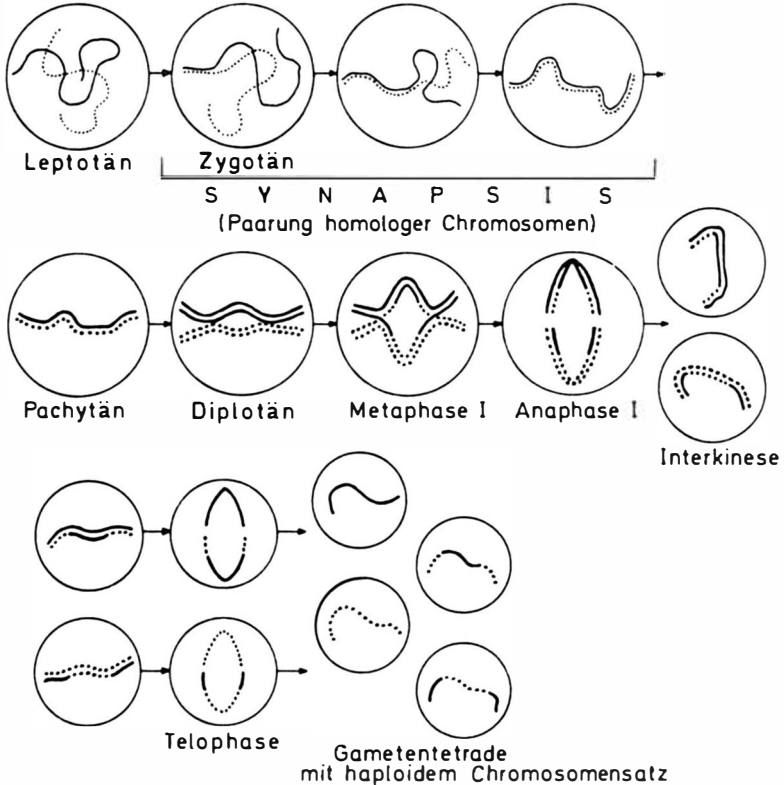 Leptotän
Zygotän
S Y N A P S I S
(Paarung homologer Chromosomen)
Pachytän
Diplotän
Metaphase I
Anaphase I
Interkinese
Telophase
Gametentetrade
mit haploidem Chromosomensatz